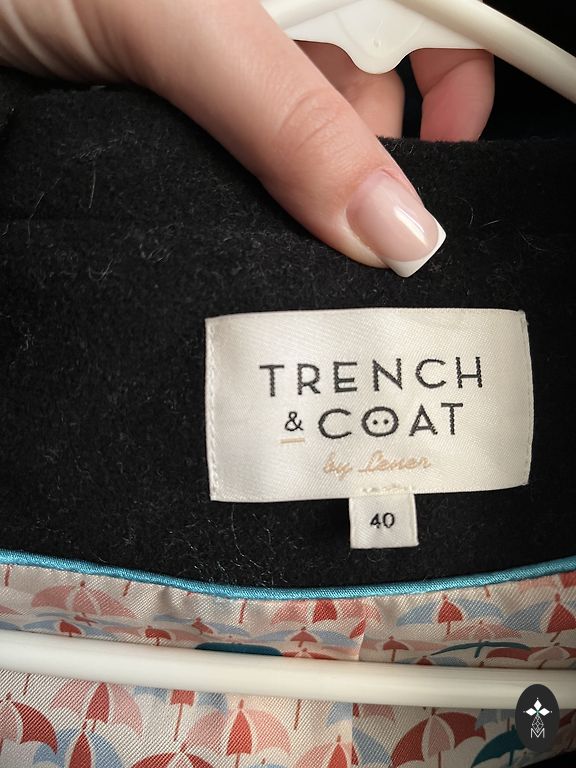 TRENCH
& COAT
by Lener
40
M